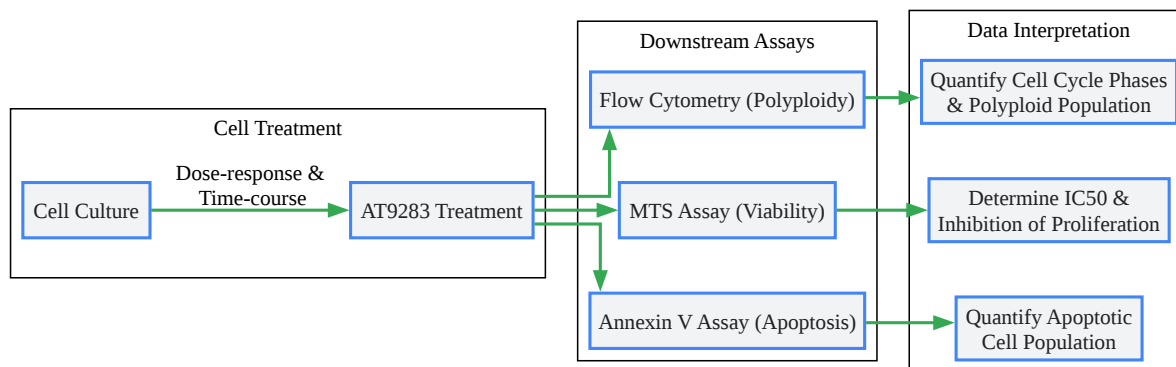 Cell Treatment
Cell Culture
Dose-response &
Time-course
AT9283 Treatment
Downstream Assays
Flow Cytometry (Polyploidy)
MTS Assay (Viability)
Annexin V Assay (Apoptosis)
Data Interpretation
Quantify Cell Cycle Phases
& Polyploid Population
Determine IC50 &
Inhibition of Proliferation
Quantify Apoptotic
Cell Population